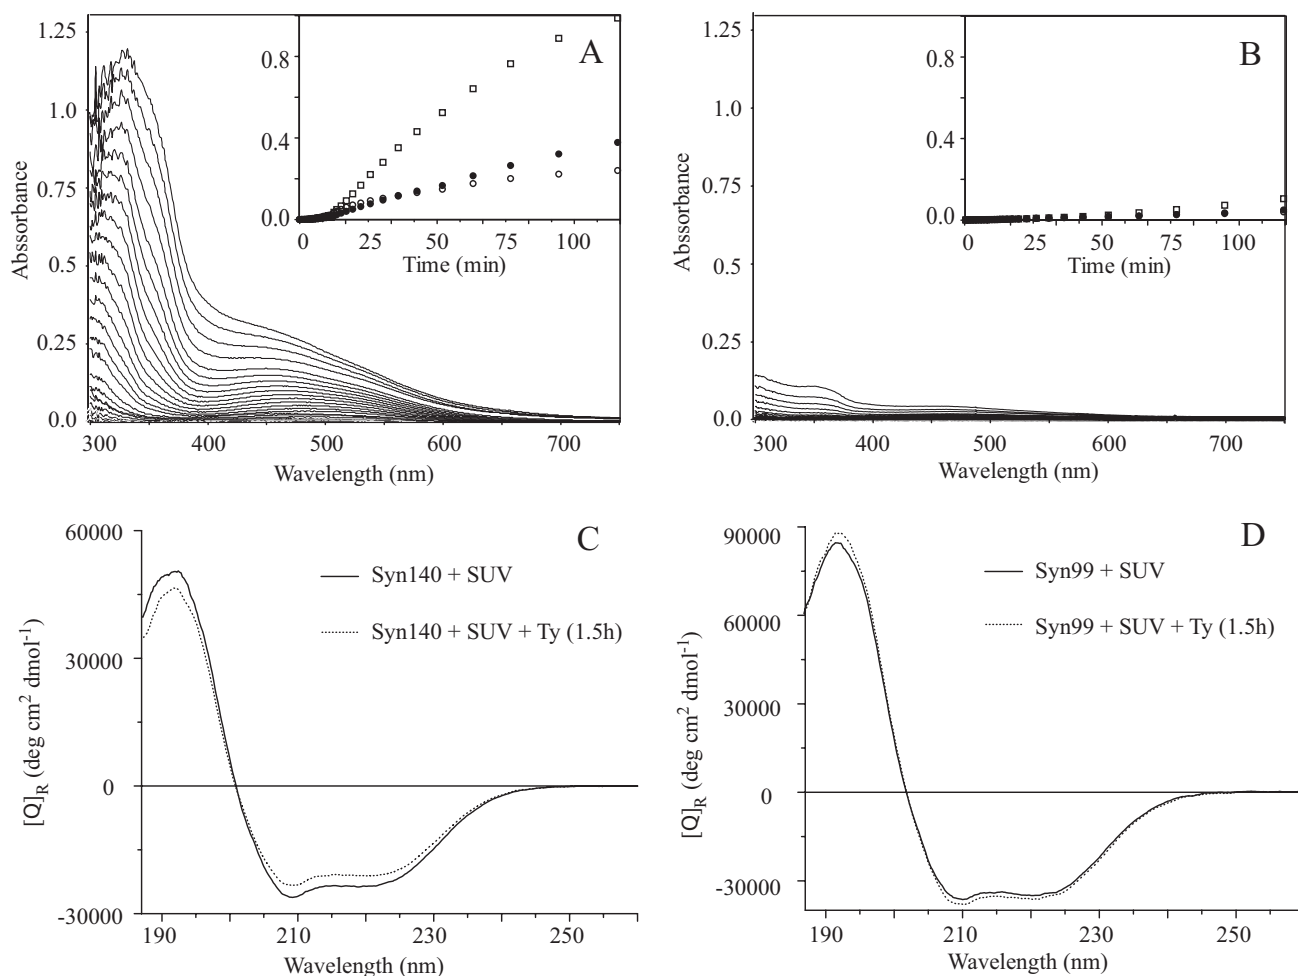 A
Abssorbance
1.25
1.0
0.75
0.5
0.25
0.0
300 400 500 600 700
Wavelength (nm)
0.8
0.4
0.0
0 25 50 75 100
Time (min)
B
Abssorbance
1.25
1.0
0.75
0.5
0.25
0.0
300 400 500 600 700
Wavelength (nm)
0.8
0.4
0.0
0 25 50 75 100
Time (min)
C
[Q]R (deg cm2 dmol-1)
60000
30000
0
-30000
190 210 230 250
Wavelength (nm)
Syn140 + SUV
Syn140 + SUV + Ty (1.5h)
D
[Q]R (deg cm2 dmol-1)
90000
60000
30000
0
-30000
190 210 230 250
Wavelength (nm)
Syn99 + SUV
Syn99 + SUV + Ty (1.5h)